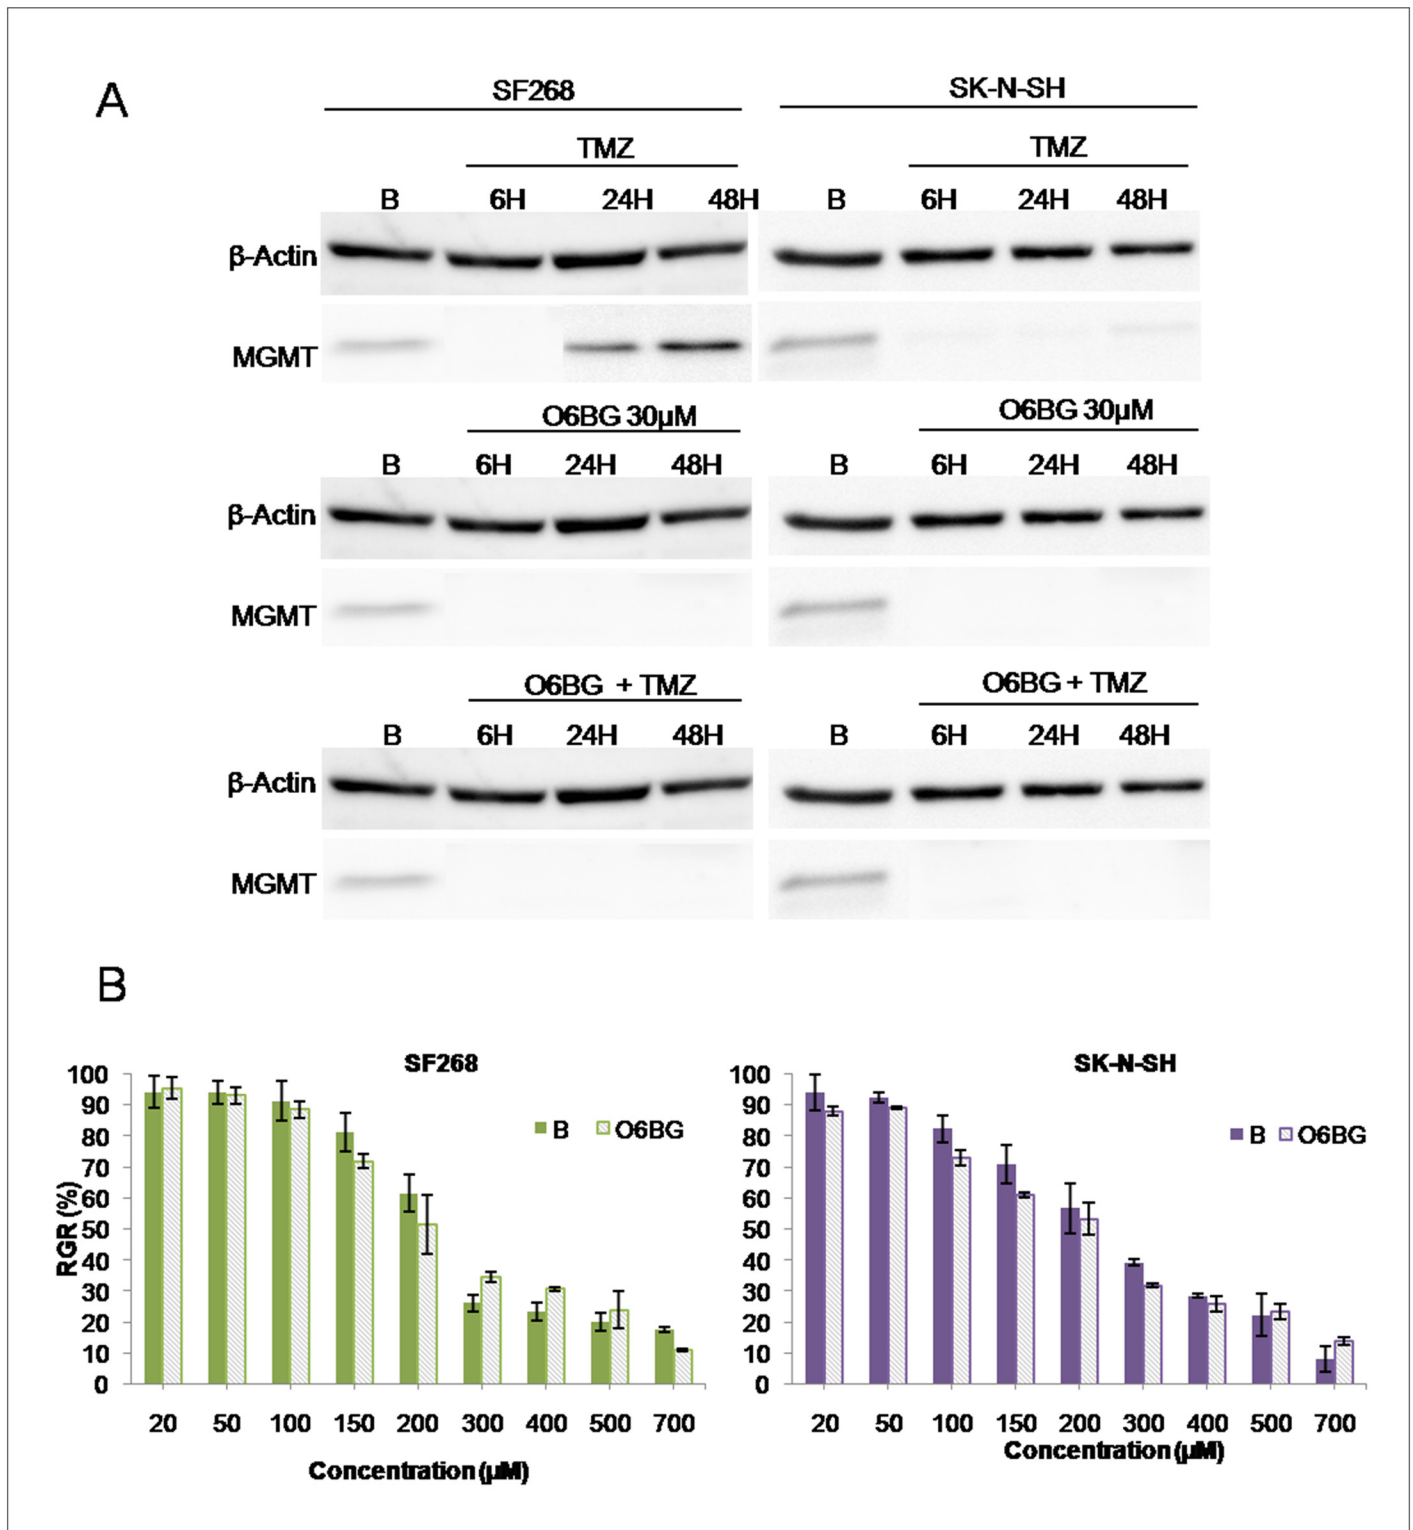 A
SF268 SK-N-SH
TMZ TMZ
B 6H 24H 48H B 6H 24H 48H
β-Actin
MGMT
O6BG 30μM O6BG 30μM
B 6H 24H 48H B 6H 24H 48H
β-Actin
MGMT
O6BG + TMZ O6BG + TMZ
B 6H 24H 48H B 6H 24H 48H
β-Actin
MGMT
B
SF268
B O6BG
RGR (%)
100
90
80
70
60
50
40
30
20
10
0
20 50 100 150 200 300 400 500 700
Concentration (μM)
SK-N-SH
B O6BG
100
90
80
70
60
50
40
30
20
10
0
20 50 100 150 200 300 400 500 700
Concentration (μM)